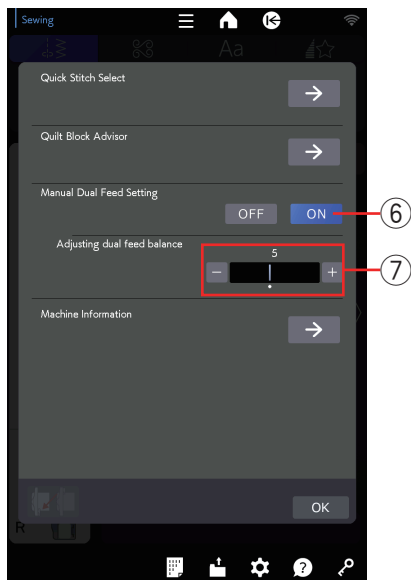 Sewing
Aa
Quick Stitch Select
Quilt Block Advisor
Manual Dual Feed Setting
OFF ON
⑥
Adjusting dual feed balance
5
− +
⑦
Machine Information
OK
R